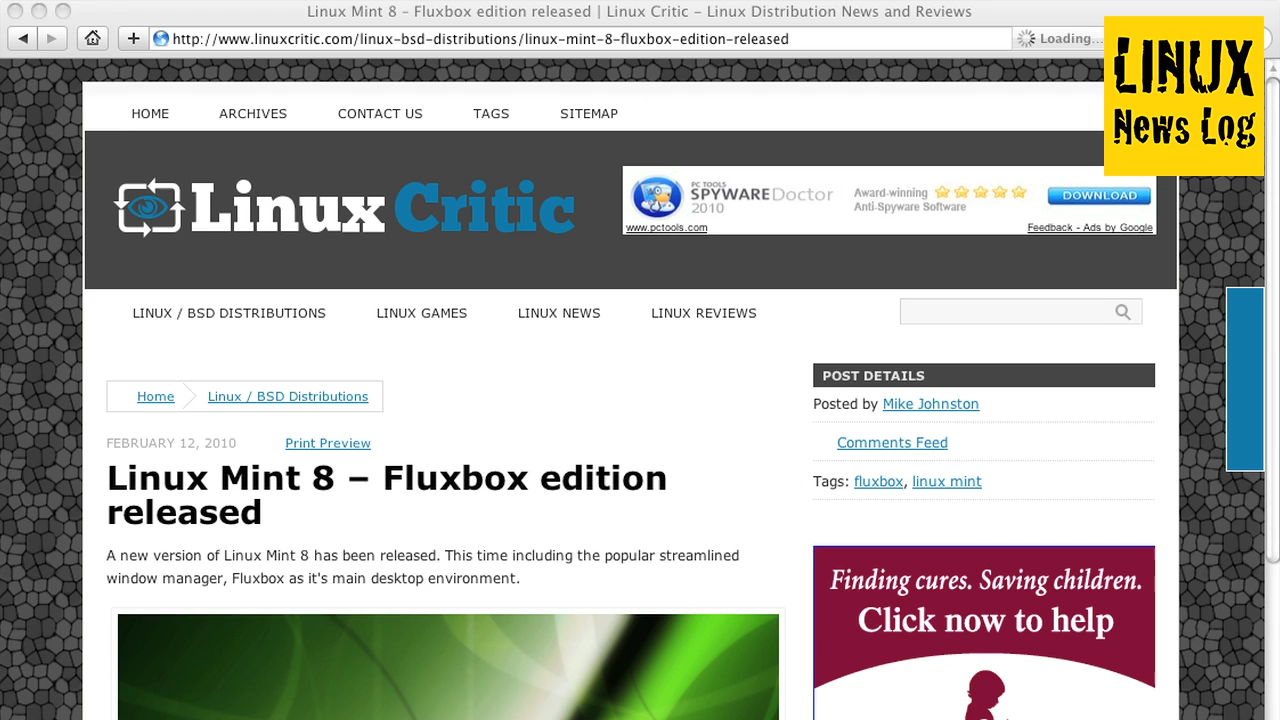 Linux Mint 8 – Fluxbox edition released | Linux Critic – Linux Distribution News and Reviews
http://www.linuxcritic.com/linux-bsd-distributions/linux-mint-8-fluxbox-edition-released
Loading...
LINUX
News Log
HOME
ARCHIVES
CONTACT US
TAGS
SITEMAP
Linux Critic
PC TOOLS
SPYWARE Doctor
2010
Award-winning
Anti-Spyware Software
DOWNLOAD
www.pctools.com
Feedback - Ads by Google
LINUX / BSD DISTRIBUTIONS
LINUX GAMES
LINUX NEWS
LINUX REVIEWS
Home
Linux / BSD Distributions
FEBRUARY 12, 2010
Print Preview
Linux Mint 8 – Fluxbox edition
released
A new version of Linux Mint 8 has been released. This time including the popular streamlined
window manager, Fluxbox as it's main desktop environment.
POST DETAILS
Posted by Mike Johnston
Comments Feed
Tags: fluxbox, linux mint
Finding cures. Saving children.
Click now to help